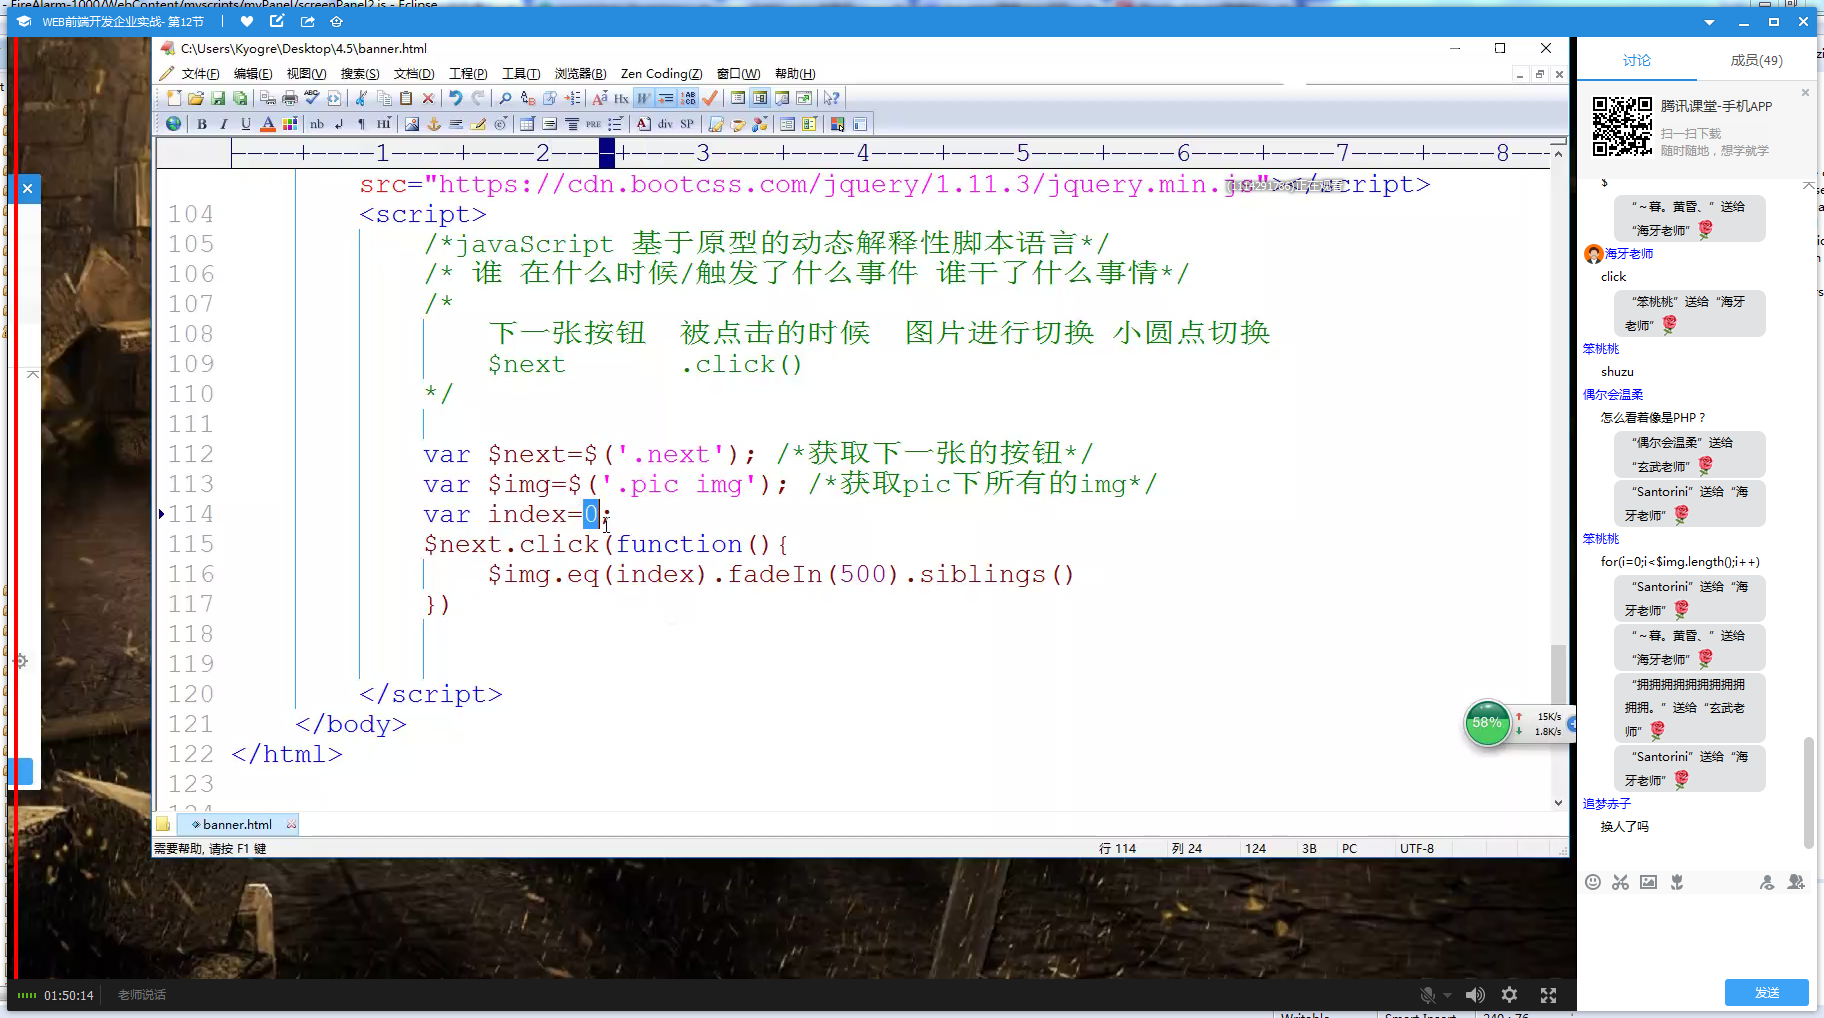 - FireAlarm-1000/WebContent/myscripts/myPanel/screenPanel2.js - Eclipse
WEB前端开发企业实战- 第12节
C:\Users\Kyogre\Desktop\4.5\banner.html
文件(F) 编辑(E) 视图(V) 搜索(S) 文档(D) 工程(P) 工具(T) 浏览器(B) Zen Coding(Z) 窗口(W) 帮助(H)
----+----1----+----2----+----3----+----4----+----5----+----6----+----7----+----8--
src="https://cdn.bootcss.com/jquery/1.11.3/jquery.min.js"></script>
104 <script>
105 /*javaScript 基于原型的动态解释性脚本语言*/
106 /* 谁 在什么时候/触发了什么事件 谁干了什么事情*/
107 /*
108 下一张按钮 被点击的时候 图片进行切换 小圆点切换
109 $next .click()
110 */
111
112 var $next=$('.next'); /*获取下一张的按钮*/
113 var $img=$('.pic img'); /*获取pic下所有的img*/
114 var index=0;
115 $next.click(function(){
116 $img.eq(index).fadeIn(500).siblings()
117 })
118
119
120 </script>
121 </body>
122 </html>
123
banner.html
需要帮助, 请按 F1 键
行 114 列 24 124 3B PC UTF-8
58%
15K/s
1.8K/s
01:50:14 老师说话
讨论 成员(49)
腾讯课堂-手机APP
扫一扫下载
随时随地，想学就学
$
“～暮。黄昏、”送给
“海牙老师”
海牙老师
click
“笨桃桃”送给“海牙
老师”
笨桃桃
shuzu
偶尔会温柔
怎么看着像是PHP？
“偶尔会温柔”送给
“玄武老师”
“Santorini”送给“海
牙老师”
笨桃桃
for(i=0;i<$img.length();i++)
“Santorini”送给“海
牙老师”
“～暮。黄昏、”送给
“海牙老师”
“拥拥拥拥拥拥拥拥拥
拥拥。”送给“玄武老
师”
“Santorini”送给“海
牙老师”
追梦赤子
换人了吗
发送
Writable Smart Insert 240 : 76